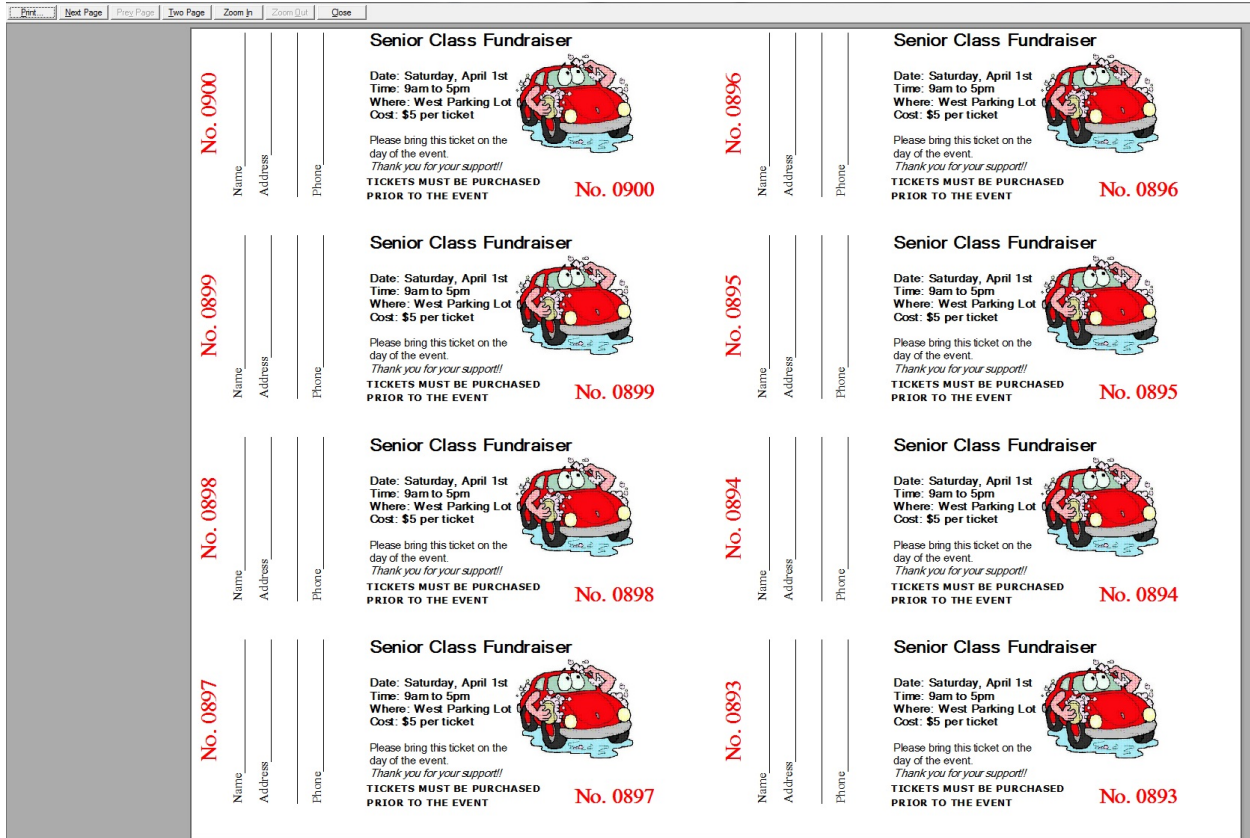 Print... Next Page Prev Page Two Page Zoom In Zoom Out Close
No. 0900
Name
Address
Phone
Senior Class Fundraiser
Date: Saturday, April 1st
Time: 9am to 5pm
Where: West Parking Lot
Cost: $5 per ticket
Please bring this ticket on the
day of the event.
Thank you for your support!!
TICKETS MUST BE PURCHASED
PRIOR TO THE EVENT
No. 0900
No. 0896
Name
Address
Phone
Senior Class Fundraiser
Date: Saturday, April 1st
Time: 9am to 5pm
Where: West Parking Lot
Cost: $5 per ticket
Please bring this ticket on the
day of the event.
Thank you for your support!!
TICKETS MUST BE PURCHASED
PRIOR TO THE EVENT
No. 0896
No. 0899
Name
Address
Phone
Senior Class Fundraiser
Date: Saturday, April 1st
Time: 9am to 5pm
Where: West Parking Lot
Cost: $5 per ticket
Please bring this ticket on the
day of the event.
Thank you for your support!!
TICKETS MUST BE PURCHASED
PRIOR TO THE EVENT
No. 0899
No. 0895
Name
Address
Phone
Senior Class Fundraiser
Date: Saturday, April 1st
Time: 9am to 5pm
Where: West Parking Lot
Cost: $5 per ticket
Please bring this ticket on the
day of the event.
Thank you for your support!!
TICKETS MUST BE PURCHASED
PRIOR TO THE EVENT
No. 0895
No. 0898
Name
Address
Phone
Senior Class Fundraiser
Date: Saturday, April 1st
Time: 9am to 5pm
Where: West Parking Lot
Cost: $5 per ticket
Please bring this ticket on the
day of the event.
Thank you for your support!!
TICKETS MUST BE PURCHASED
PRIOR TO THE EVENT
No. 0898
No. 0894
Name
Address
Phone
Senior Class Fundraiser
Date: Saturday, April 1st
Time: 9am to 5pm
Where: West Parking Lot
Cost: $5 per ticket
Please bring this ticket on the
day of the event.
Thank you for your support!!
TICKETS MUST BE PURCHASED
PRIOR TO THE EVENT
No. 0894
No. 0897
Name
Address
Phone
Senior Class Fundraiser
Date: Saturday, April 1st
Time: 9am to 5pm
Where: West Parking Lot
Cost: $5 per ticket
Please bring this ticket on the
day of the event.
Thank you for your support!!
TICKETS MUST BE PURCHASED
PRIOR TO THE EVENT
No. 0897
No. 0893
Name
Address
Phone
Senior Class Fundraiser
Date: Saturday, April 1st
Time: 9am to 5pm
Where: West Parking Lot
Cost: $5 per ticket
Please bring this ticket on the
day of the event.
Thank you for your support!!
TICKETS MUST BE PURCHASED
PRIOR TO THE EVENT
No. 0893